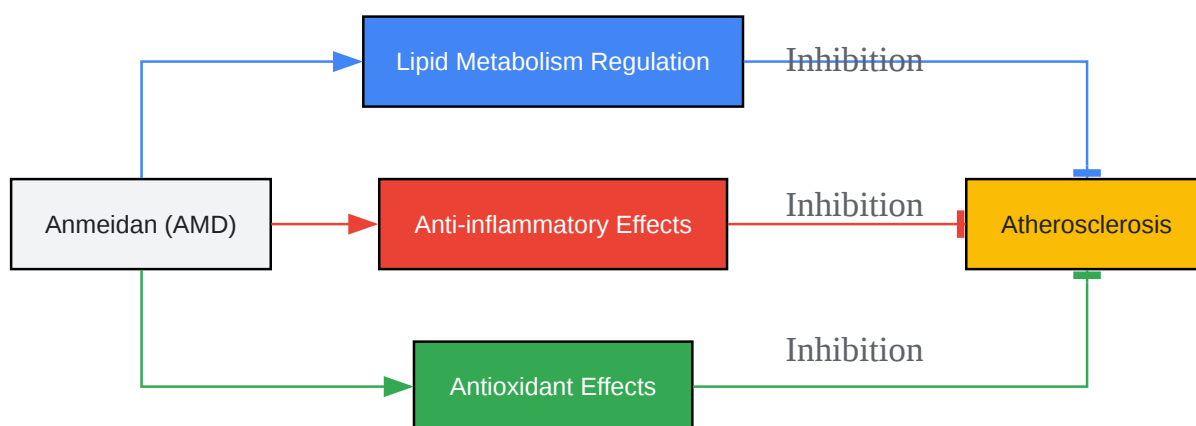 Lipid Metabolism Regulation
Inhibition
Anmeidan (AMD)
Anti-inflammatory Effects
Inhibition
Atherosclerosis
Antioxidant Effects
Inhibition